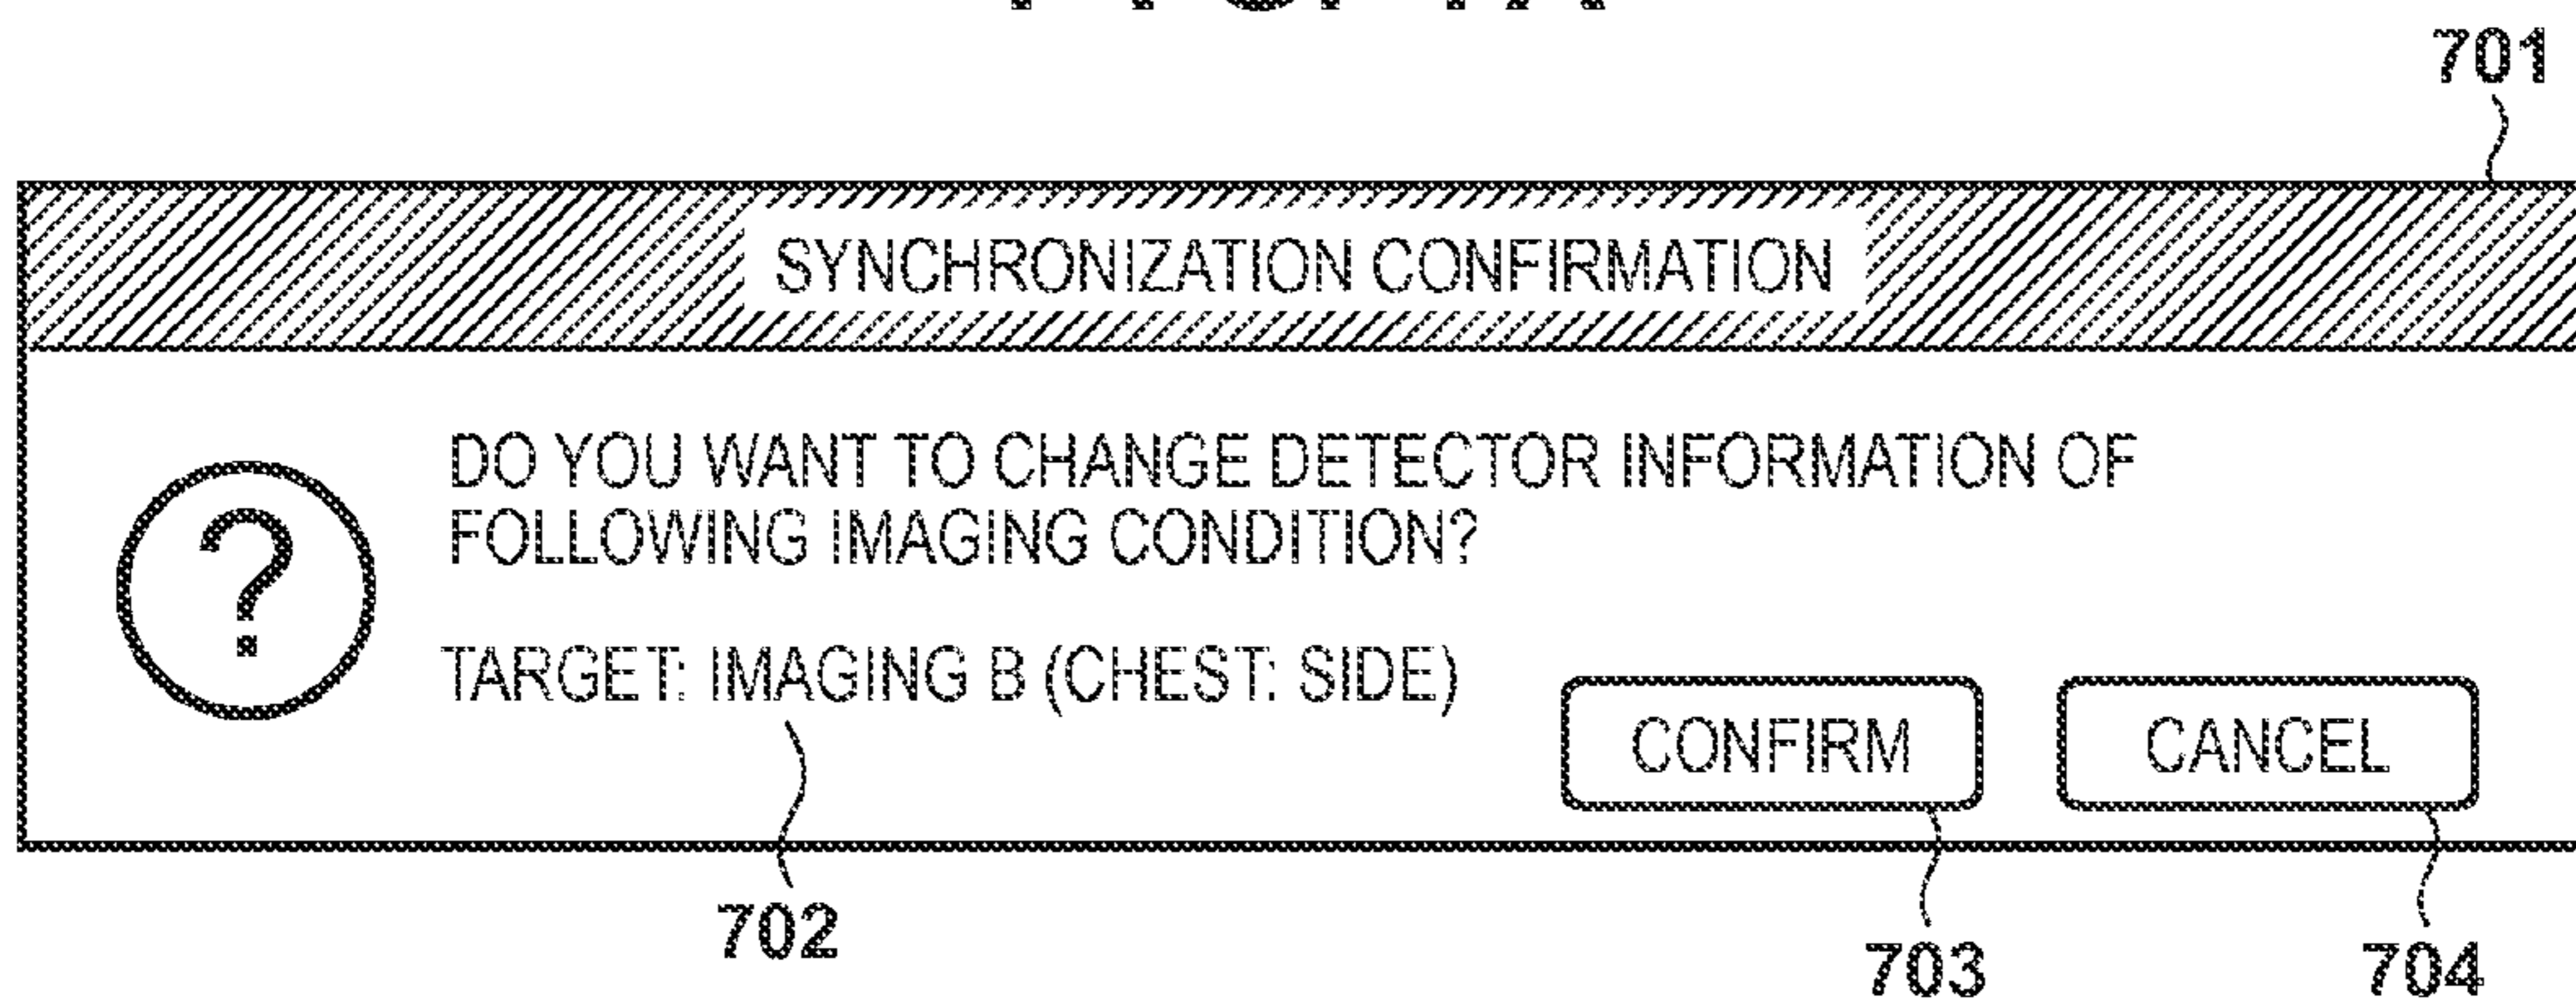 701
SYNCHRONIZATION CONFIRMATION
?
DO YOU WANT TO CHANGE DETECTOR INFORMATION OF
FOLLOWING IMAGING CONDITION?
TARGET: IMAGING B (CHEST: SIDE)
CONFIRM
CANCEL
702
703
704